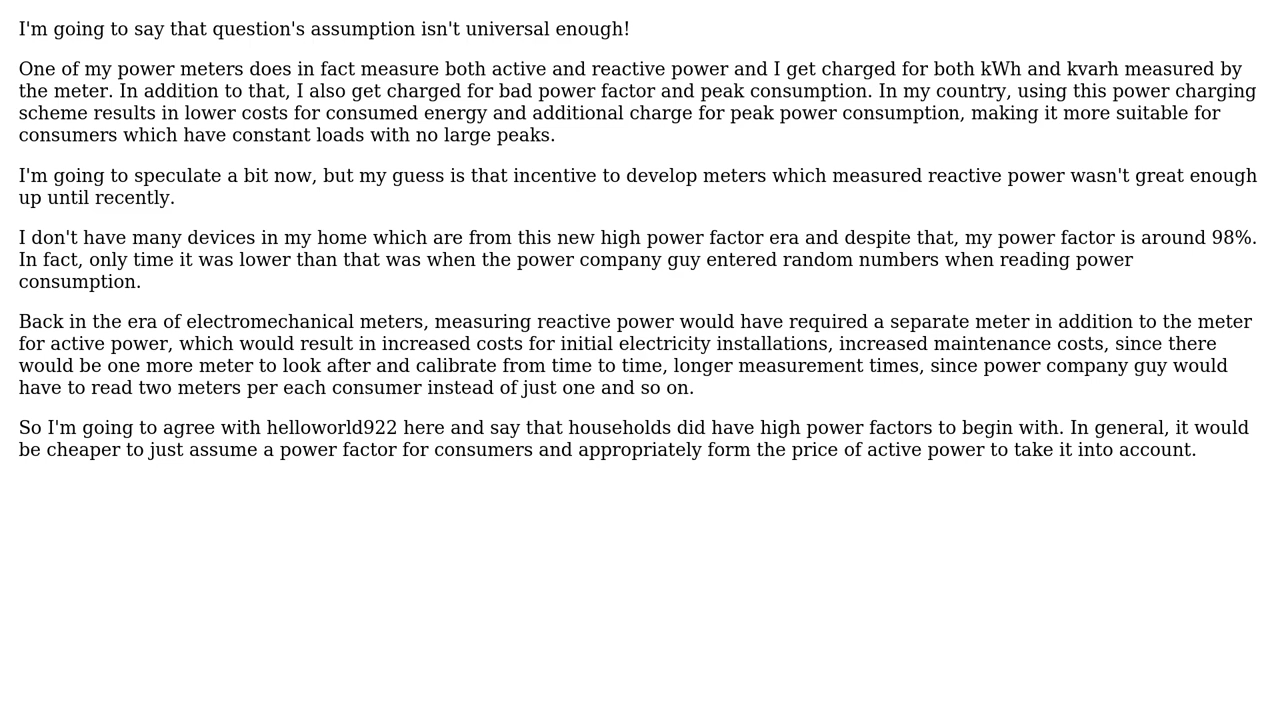 I'm going to say that question's assumption isn't universal enough!
One of my power meters does in fact measure both active and reactive power and I get charged for both kWh and kvarh measured by
the meter. In addition to that, I also get charged for bad power factor and peak consumption. In my country, using this power charging
scheme results in lower costs for consumed energy and additional charge for peak power consumption, making it more suitable for
consumers which have constant loads with no large peaks.
I'm going to speculate a bit now, but my guess is that incentive to develop meters which measured reactive power wasn't great enough
up until recently.
I don't have many devices in my home which are from this new high power factor era and despite that, my power factor is around 98%.
In fact, only time it was lower than that was when the power company guy entered random numbers when reading power
consumption.
Back in the era of electromechanical meters, measuring reactive power would have required a separate meter in addition to the meter
for active power, which would result in increased costs for initial electricity installations, increased maintenance costs, since there
would be one more meter to look after and calibrate from time to time, longer measurement times, since power company guy would
have to read two meters per each consumer instead of just one and so on.
So I'm going to agree with helloworld922 here and say that households did have high power factors to begin with. In general, it would
be cheaper to just assume a power factor for consumers and appropriately form the price of active power to take it into account.